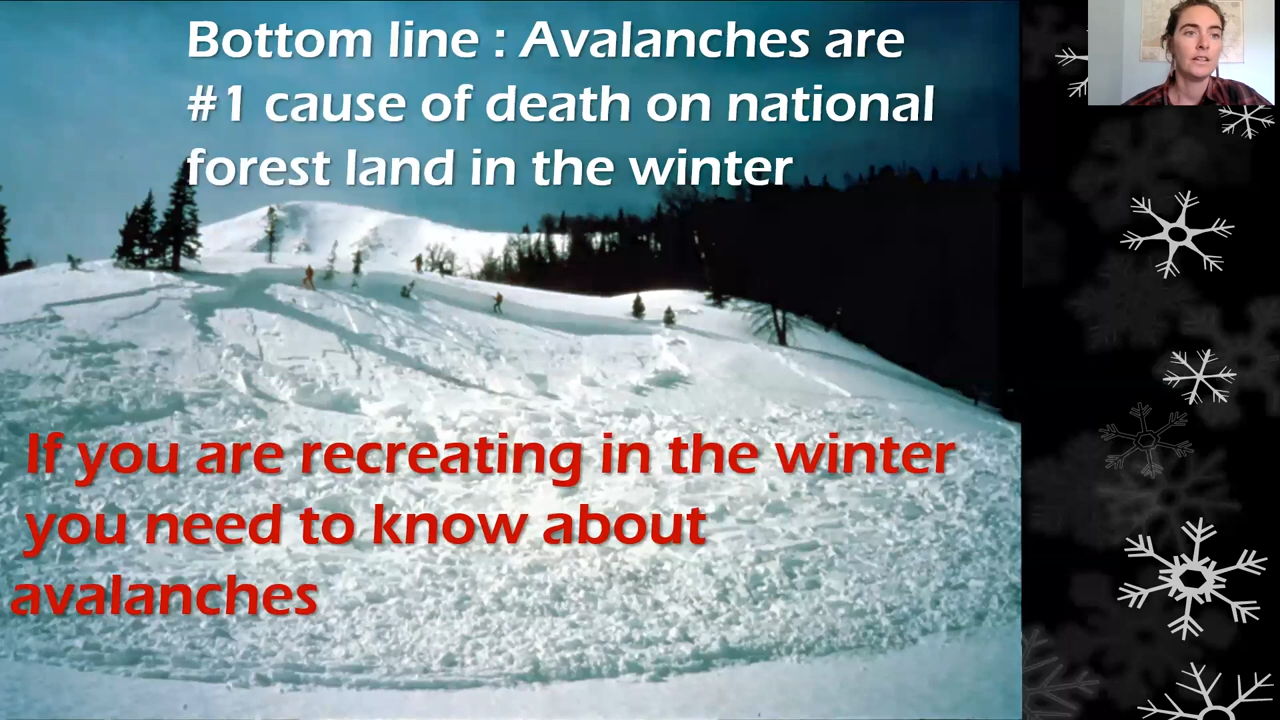 Bottom line : Avalanches are
#1 cause of death on national
forest land in the winter
If you are recreating in the winter
you need to know about
avalanches